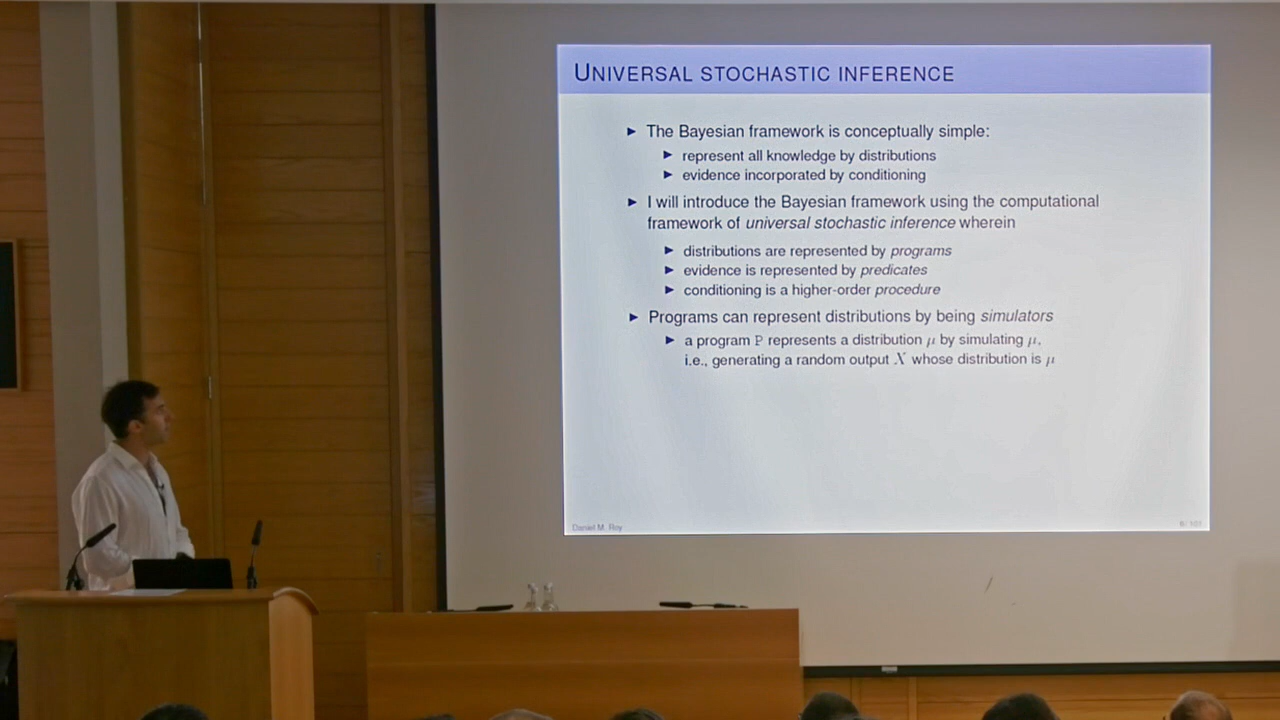 UNIVERSAL STOCHASTIC INFERENCE
► The Bayesian framework is conceptually simple:
► represent all knowledge by distributions
► evidence incorporated by conditioning
► I will introduce the Bayesian framework using the computational
framework of universal stochastic inference wherein
► distributions are represented by programs
► evidence is represented by predicates
► conditioning is a higher-order procedure
► Programs can represent distributions by being simulators
► a program P represents a distribution μ by simulating μ,
i.e., generating a random output X whose distribution is μ
Daniel M. Roy